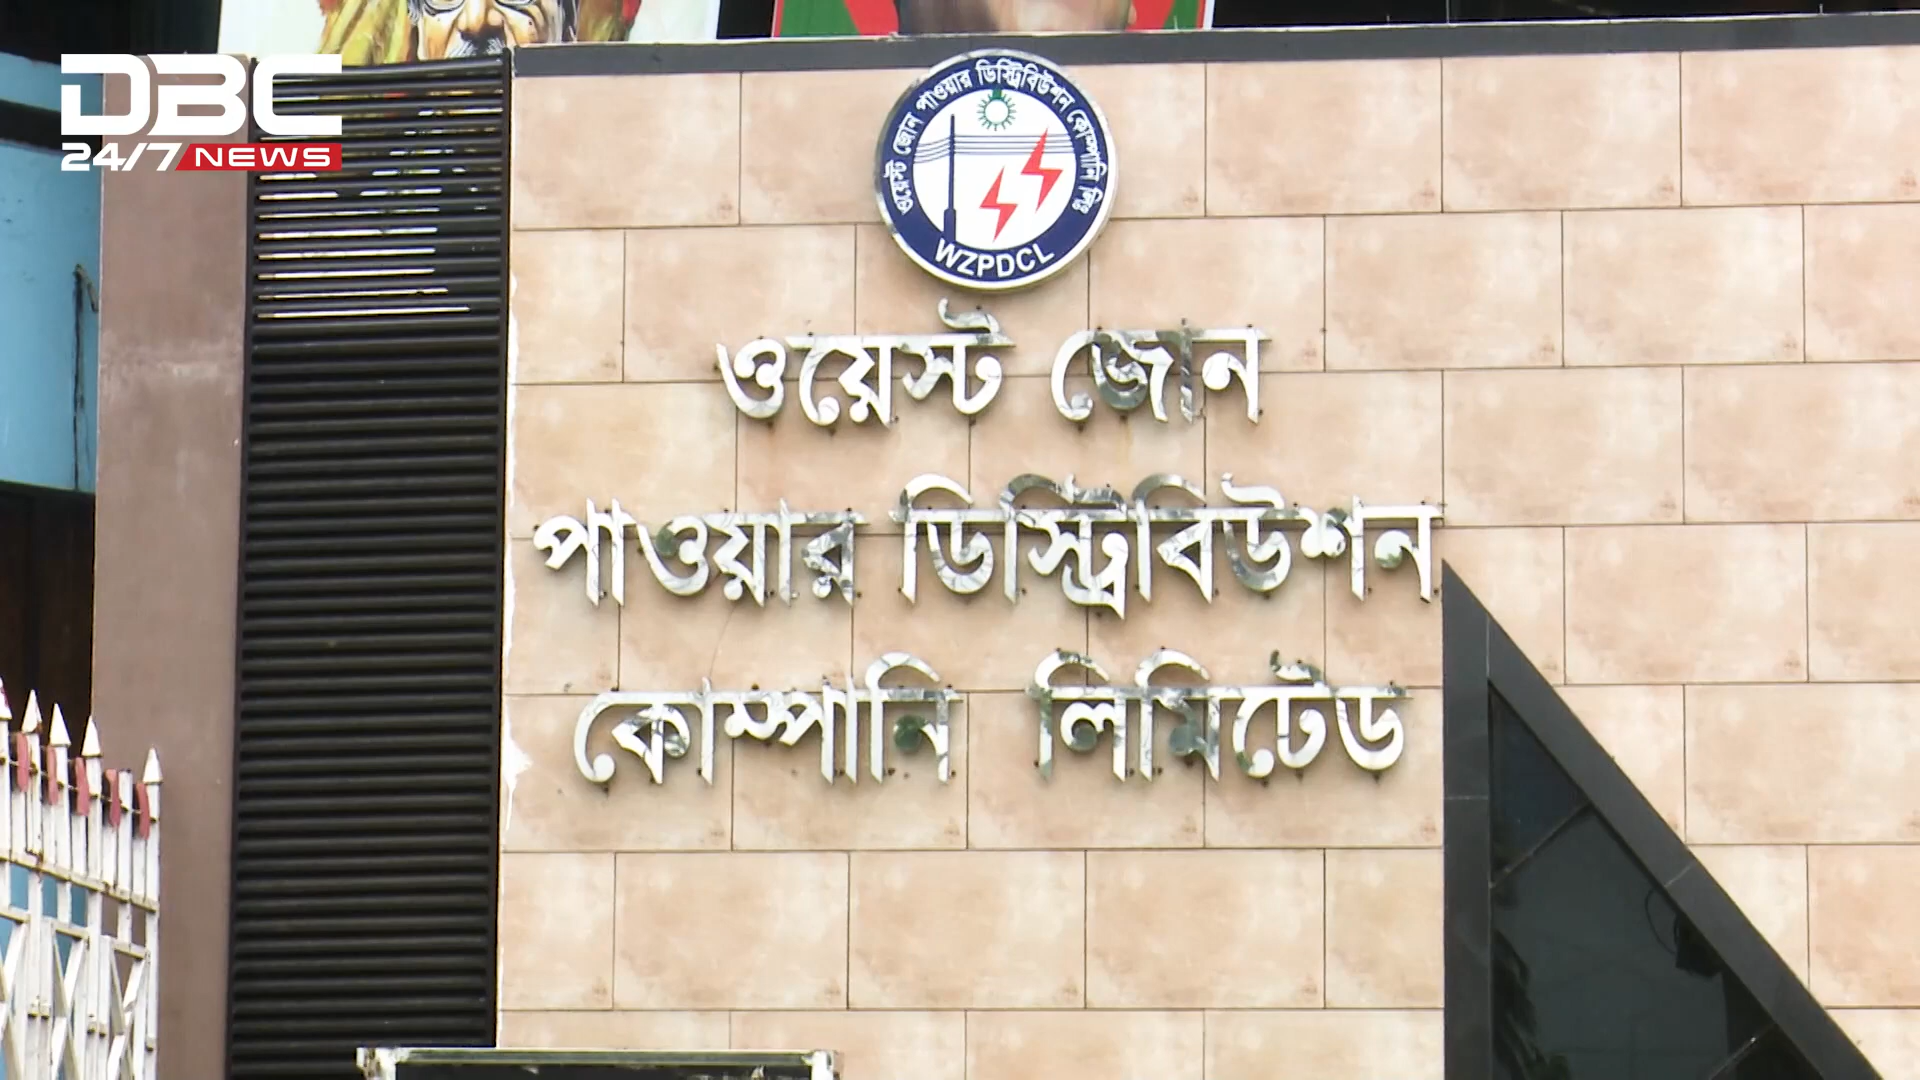 DBC
24/7 NEWS
ওয়েস্ট জোন পাওয়ার ডিস্ট্রিবিউশন কোম্পানি লিঃ
WZPDCL
ওয়েস্ট জোন
পাওয়ার ডিস্ট্রিবিউশন
কোম্পানি লিমিটেড